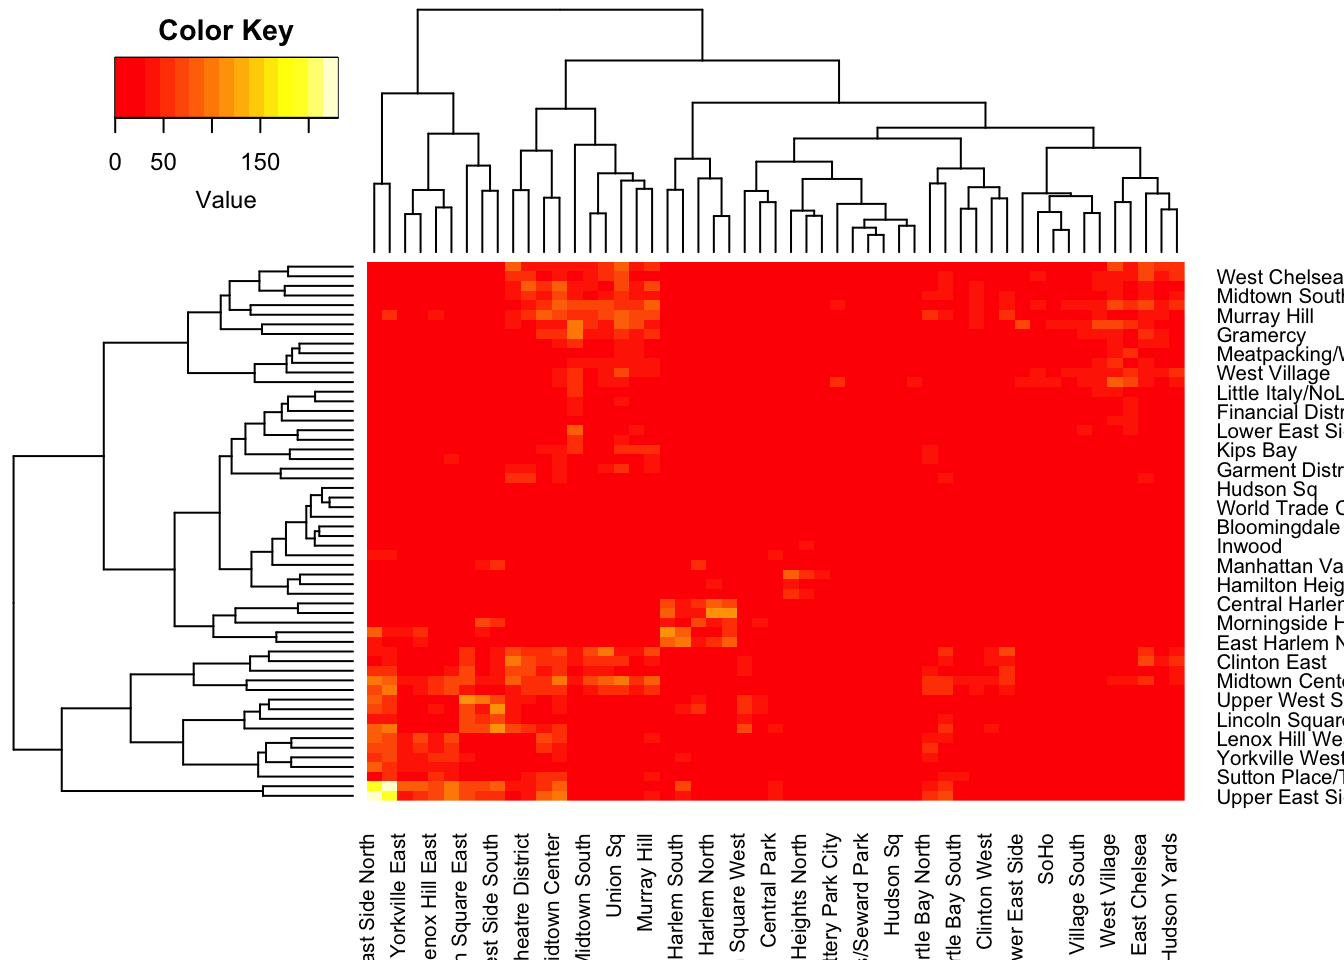 Color Key
0 50 150
Value
West Chelsea
Midtown South
Murray Hill
Gramercy
Meatpacking/W
West Village
Little Italy/NoL
Financial Distr
Lower East Si
Kips Bay
Garment Distr
Hudson Sq
World Trade C
Bloomingdale
Inwood
Manhattan Va
Hamilton Heig
Central Harlem
Morningside H
East Harlem N
Clinton East
Midtown Cente
Upper West S
Lincoln Square
Lenox Hill We
Yorkville West
Sutton Place/T
Upper East Si
ast Side North
Yorkville East
enox Hill East
n Square East
est Side South
heatre District
idtown Center
Midtown South
Union Sq
Murray Hill
Harlem South
Harlem North
Square West
Central Park
Heights North
ttery Park City
s/Seward Park
Hudson Sq
rtle Bay North
rtle Bay South
Clinton West
wer East Side
SoHo
Village South
West Village
East Chelsea
Hudson Yards